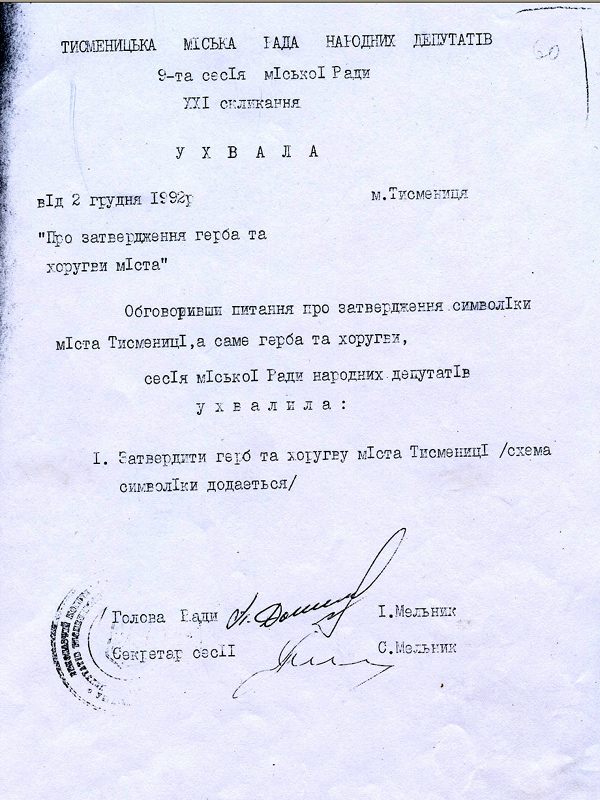 ТИСМЕНИЦЬКА МІСЬКА РАДА НАРОДНИХ ДЕПУТАТІВ
60
9-та сесІя міської Ради
ХХІ скликання
У Х В А Л А
вІд 2 грудня 1992р м.Тисмениця
"Про затвердження герба та
хоругви мІста"
Обговоривши питання про затвердження символІки
мІста ТисменицІ,а саме герба та хоругви,
сесІя мІської Ради народних депутатІв
у х в а л и л а :
І. Затвердити герб та хоругву мІста ТисменицІ /схема
символІки додається/
Голова Ради І.Мельник
Секретар сесІї С.Мельник